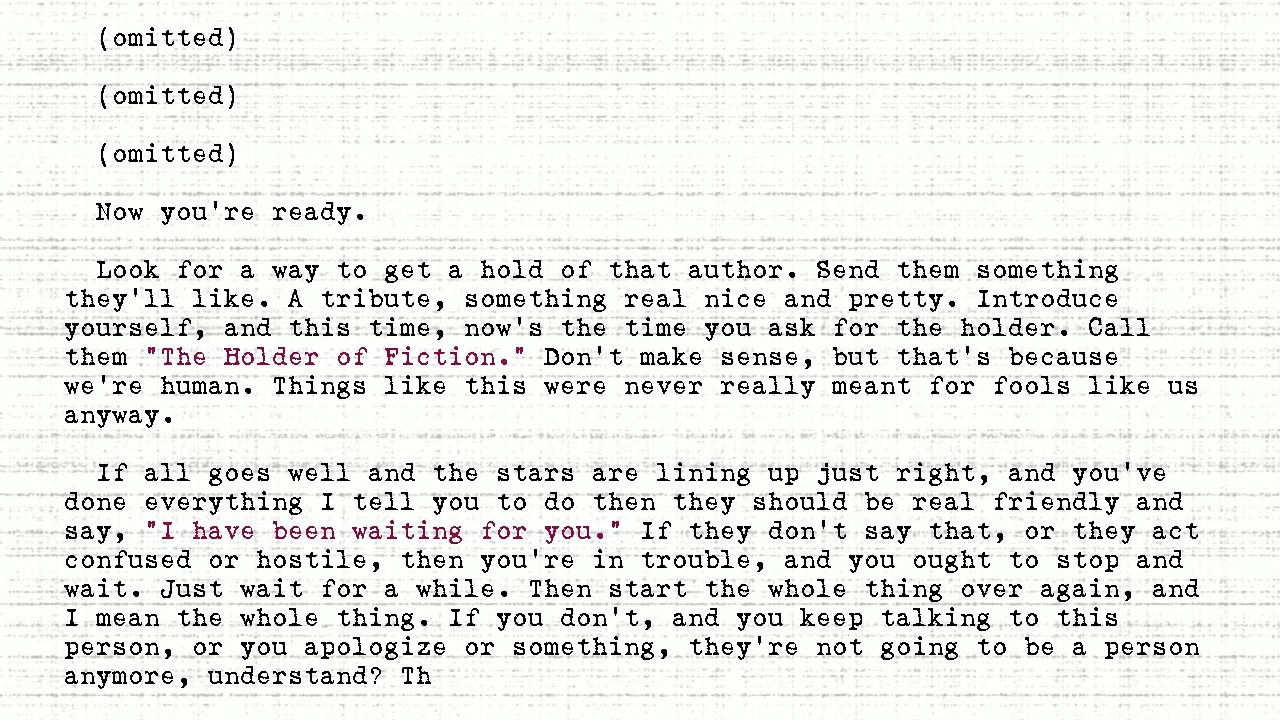 (omitted)
(omitted)
(omitted)
Now you're ready.
Look for a way to get a hold of that author. Send them something
they'll like. A tribute, something real nice and pretty. Introduce
yourself, and this time, now's the time you ask for the holder. Call
them "The Holder of Fiction." Don't make sense, but that's because
we're human. Things like this were never really meant for fools like us
anyway.
If all goes well and the stars are lining up just right, and you've
done everything I tell you to do then they should be real friendly and
say, "I have been waiting for you." If they don't say that, or they act
confused or hostile, then you're in trouble, and you ought to stop and
wait. Just wait for a while. Then start the whole thing over again, and
I mean the whole thing. If you don't, and you keep talking to this
person, or you apologize or something, they're not going to be a person
anymore, understand? Th